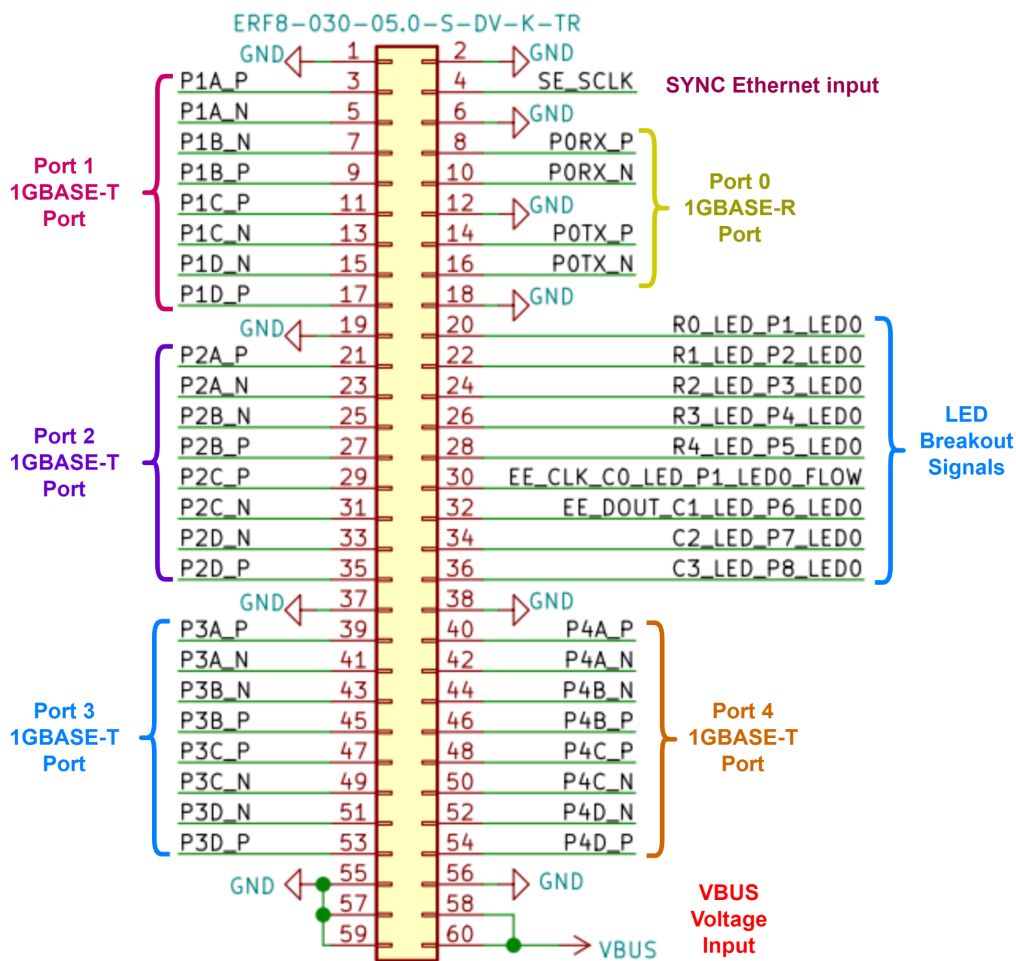 ERF8-030-05.0-S-DV-K-TR
GND 1 2 GND
P1A_P 3 4 SE_SCLK SYNC Ethernet input
P1A_N 5 6 GND
P1B_N 7 8 P0RX_P
P1B_P 9 10 P0RX_N
P1C_P 11 12 GND
P1C_N 13 14 P0TX_P
P1D_N 15 16 P0TX_N
P1D_P 17 18 GND
Port 1
1GBASE-T
Port
Port 0
1GBASE-R
Port
GND 19 20 R0_LED_P1_LED0
P2A_P 21 22 R1_LED_P2_LED0
P2A_N 23 24 R2_LED_P3_LED0
P2B_N 25 26 R3_LED_P4_LED0
P2B_P 27 28 R4_LED_P5_LED0
P2C_P 29 30 EE_CLK_C0_LED_P1_LED0_FLOW
P2C_N 31 32 EE_DOUT_C1_LED_P6_LED0
P2D_N 33 34 C2_LED_P7_LED0
P2D_P 35 36 C3_LED_P8_LED0
Port 2
1GBASE-T
Port
LED
Breakout
Signals
GND 37 38 GND
P3A_P 39 40 P4A_P
P3A_N 41 42 P4A_N
P3B_N 43 44 P4B_N
P3B_P 45 46 P4B_P
P3C_P 47 48 P4C_P
P3C_N 49 50 P4C_N
P3D_N 51 52 P4D_N
P3D_P 53 54 P4D_P
Port 3
1GBASE-T
Port
Port 4
1GBASE-T
Port
GND 55 56 GND
57 58
59 60 VBUS
VBUS
Voltage
Input